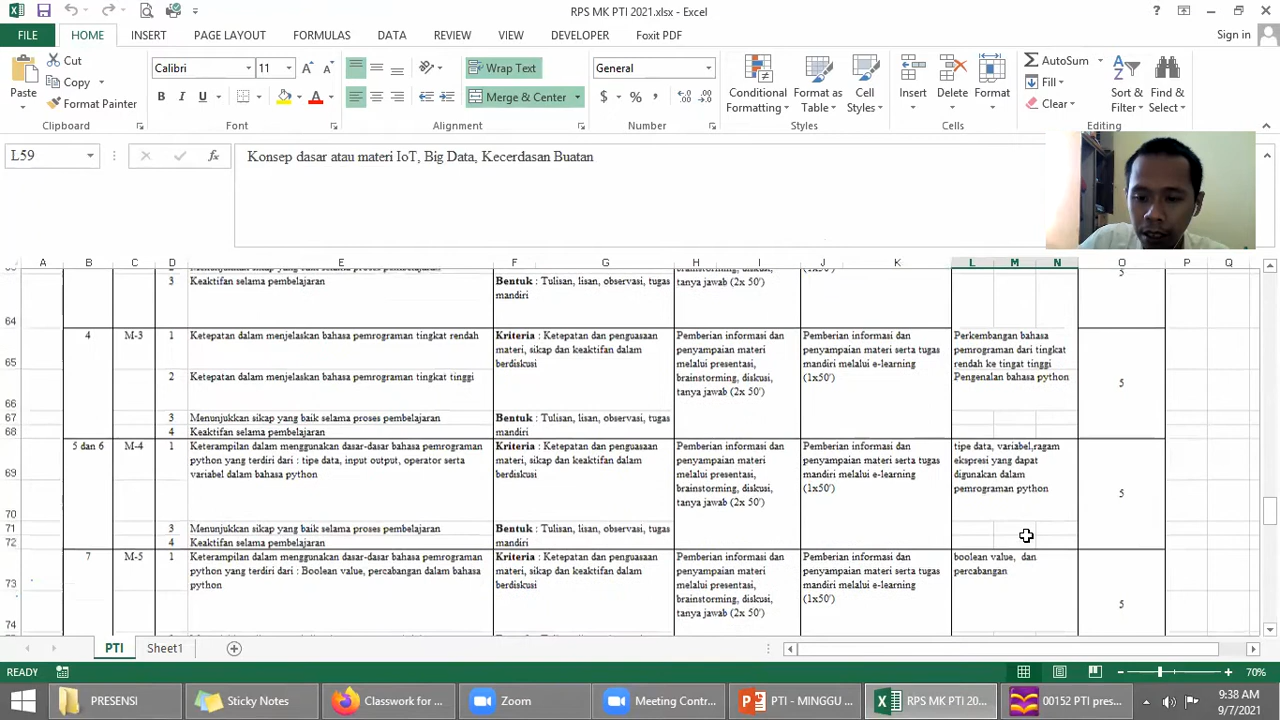 RPS MK PTI 2021.xlsx - Excel
FILE HOME INSERT PAGE LAYOUT FORMULAS DATA REVIEW VIEW DEVELOPER Foxit PDF Sign in
Cut
Copy
Format Painter
Paste
Clipboard
Calibri 11
B I U
Font
Wrap Text
Merge & Center
Alignment
General
$ % ,
Number
Conditional Formatting
Format as Table
Cell Styles
Styles
Insert Delete Format
Cells
AutoSum
Fill
Clear
Sort & Filter
Find & Select
Editing
L59
fx
Konsep dasar atau materi IoT, Big Data, Kecerdasan Buatan
A B C D E F G H I J K L M N O P Q
3 Keaktifan selama pembelajaran
Bentuk : Tulisan, lisan, observasi, tugas
mandiri
brainstorming, diskusi,
tanya jawab (2x 50')
(1x50')
5
64
4 M-3
1 Ketepatan dalam menjelaskan bahasa pemrograman tingkat rendah
2 Ketepatan dalam menjelaskan bahasa pemrograman tingkat tinggi
3 Menunjukkan sikap yang baik selama proses pembelajaran
4 Keaktifan selama pembelajaran
Kriteria : Ketepatan dan penguasaan
materi, sikap dan keaktifan dalam
berdiskusi
Bentuk : Tulisan, lisan, observasi, tugas
mandiri
Pemberian informasi dan
penyampaian materi
melalui presentasi,
brainstorming, diskusi,
tanya jawab (2x 50')
Pemberian informasi dan
penyampaian materi serta tugas
mandiri melalui e-learning
(1x50')
Perkembangan bahasa
pemrograman dari tingkat
rendah ke tingat tinggi
Pengenalan bahasa python
5
65
66
67
68
5 dan 6 M-4
1 Keterampilan dalam menggunakan dasar-dasar bahasa pemrograman
python yang terdiri dari : tipe data, input output, operator serta
variabel dalam bahasa python
3 Menunjukkan sikap yang baik selama proses pembelajaran
4 Keaktifan selama pembelajaran
Kriteria : Ketepatan dan penguasaan
materi, sikap dan keaktifan dalam
berdiskusi
Bentuk : Tulisan, lisan, observasi, tugas
mandiri
Pemberian informasi dan
penyampaian materi
melalui presentasi,
brainstorming, diskusi,
tanya jawab (2x 50')
Pemberian informasi dan
penyampaian materi serta tugas
mandiri melalui e-learning
(1x50')
tipe data, variabel,ragam
ekspresi yang dapat
digunakan dalam
pemrograman python
5
69
70
71
72
7 M-5
1 Keterampilan dalam menggunakan dasar-dasar bahasa pemrograman
python yang terdiri dari : Boolean value, percabangan dalam bahasa
python
Kriteria : Ketepatan dan penguasaan
materi, sikap dan keaktifan dalam
berdiskusi
Pemberian informasi dan
penyampaian materi
melalui presentasi,
brainstorming, diskusi,
tanya jawab (2x 50')
Pemberian informasi dan
penyampaian materi serta tugas
mandiri melalui e-learning
(1x50')
boolean value, dan
percabangan
5
73
74
PTI Sheet1
READY
70%
PRESENSI
Sticky Notes
Classwork for ...
Zoom
Meeting Contr...
PTI - MINGGU ...
RPS MK PTI 20...
00152 PTI pres...
9:38 AM
9/7/2021